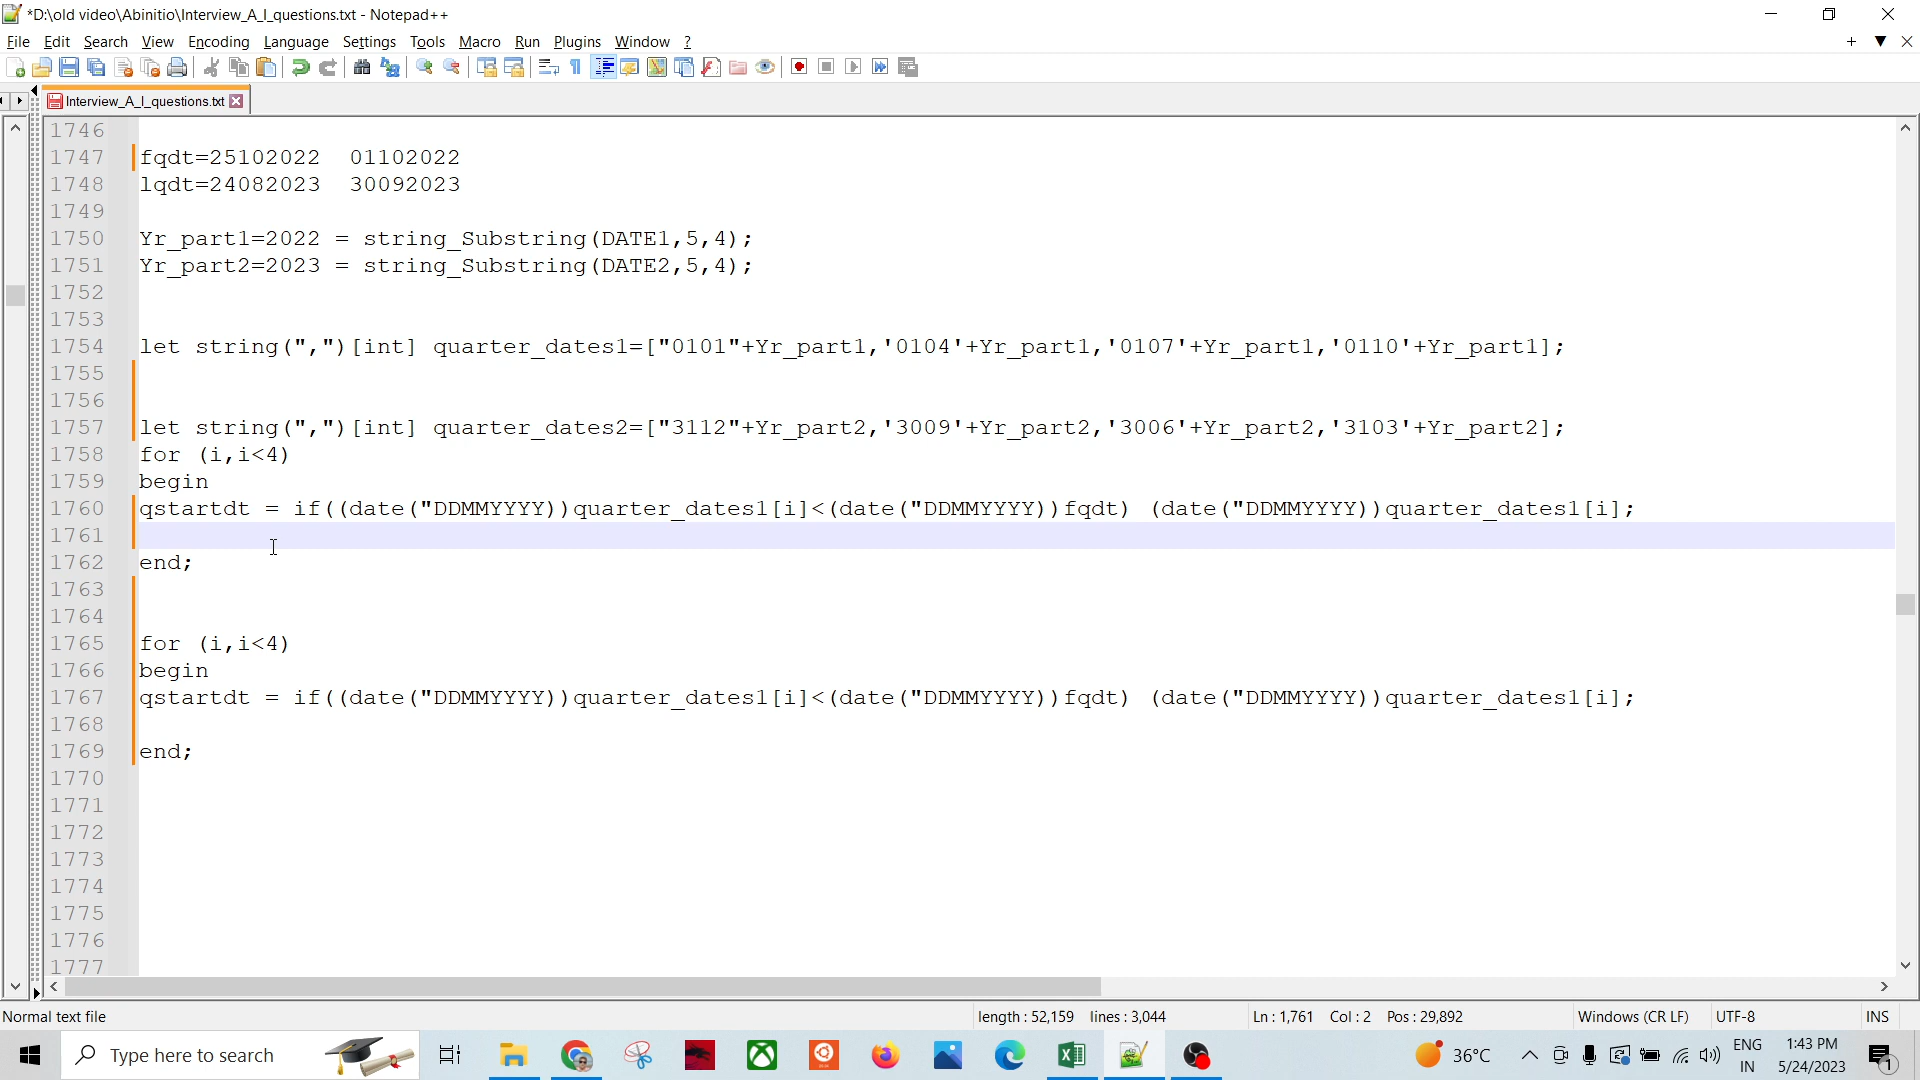 *D:\old video\Abinitio\Interview_A_I_questions.txt - Notepad++
File Edit Search View Encoding Language Settings Tools Macro Run Plugins Window ?
Interview_A_I_questions.txt
1746
1747 fqdt=25102022 01102022
1748 lqdt=24082023 30092023
1749
1750 Yr_part1=2022 = string_Substring(DATE1,5,4);
1751 Yr_part2=2023 = string_Substring(DATE2,5,4);
1752
1753
1754 let string(",")[int] quarter_dates1=["0101"+Yr_part1,'0104'+Yr_part1,'0107'+Yr_part1,'0110'+Yr_part1];
1755
1756
1757 let string(",")[int] quarter_dates2=["3112"+Yr_part2,'3009'+Yr_part2,'3006'+Yr_part2,'3103'+Yr_part2];
1758 for (i,i<4)
1759 begin
1760 qstartdt = if((date("DDMMYYYY))quarter_dates1[i]<(date("DDMMYYYY))fqdt) (date("DDMMYYYY))quarter_dates1[i];
1761
1762 end;
1763
1764
1765 for (i,i<4)
1766 begin
1767 qstartdt = if((date("DDMMYYYY))quarter_dates1[i]<(date("DDMMYYYY))fqdt) (date("DDMMYYYY))quarter_dates1[i];
1768
1769 end;
1770
1771
1772
1773
1774
1775
1776
1777
Normal text file length : 52,159 lines : 3,044 Ln : 1,761 Col : 2 Pos : 29,892 Windows (CR LF) UTF-8 INS
Type here to search 36°C ENG IN 1:43 PM 5/24/2023 1